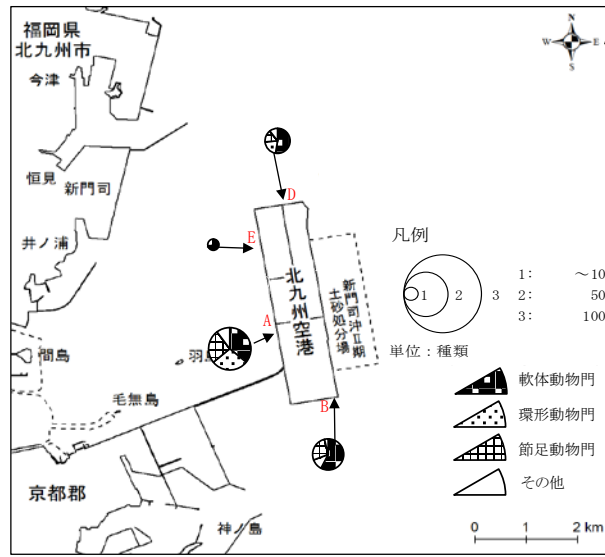 福岡県
北九州市
今津
恒見
新門司
井ノ浦
間島
羽島
毛無島
京都郡
神ノ島
N
W
E
S
D
E
A
B
北九州空港
新門司沖Ⅱ期
土砂処分場
凡例
1
2
3
1: ～10
2: 50
3: 100
単位：種類
軟体動物門
環形動物門
節足動物門
その他
0 1 2 km